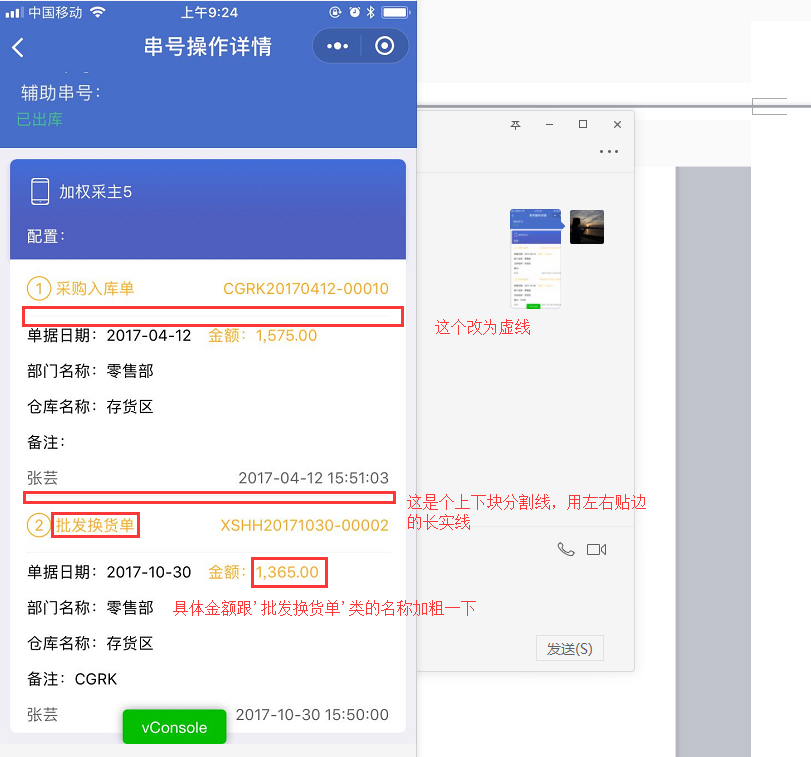 中国移动
上午9:24
串号操作详情
辅助串号：
已出库
加权采主5
配置：
1 采购入库单 CGRK20170412-00010
单据日期：2017-04-12 金额：1,575.00
这个改为虚线
部门名称：零售部
仓库名称：存货区
备注：
张芸 2017-04-12 15:51:03
这是个上下块分割线，用左右贴边
的长实线
2 批发换货单 XSHH20171030-00002
单据日期：2017-10-30 金额：1,365.00
部门名称：零售部
具体金额跟'批发换货单'类的名称加粗一下
仓库名称：存货区
备注：CGRK
张芸 2017-10-30 15:50:00
vConsole
发送(S)